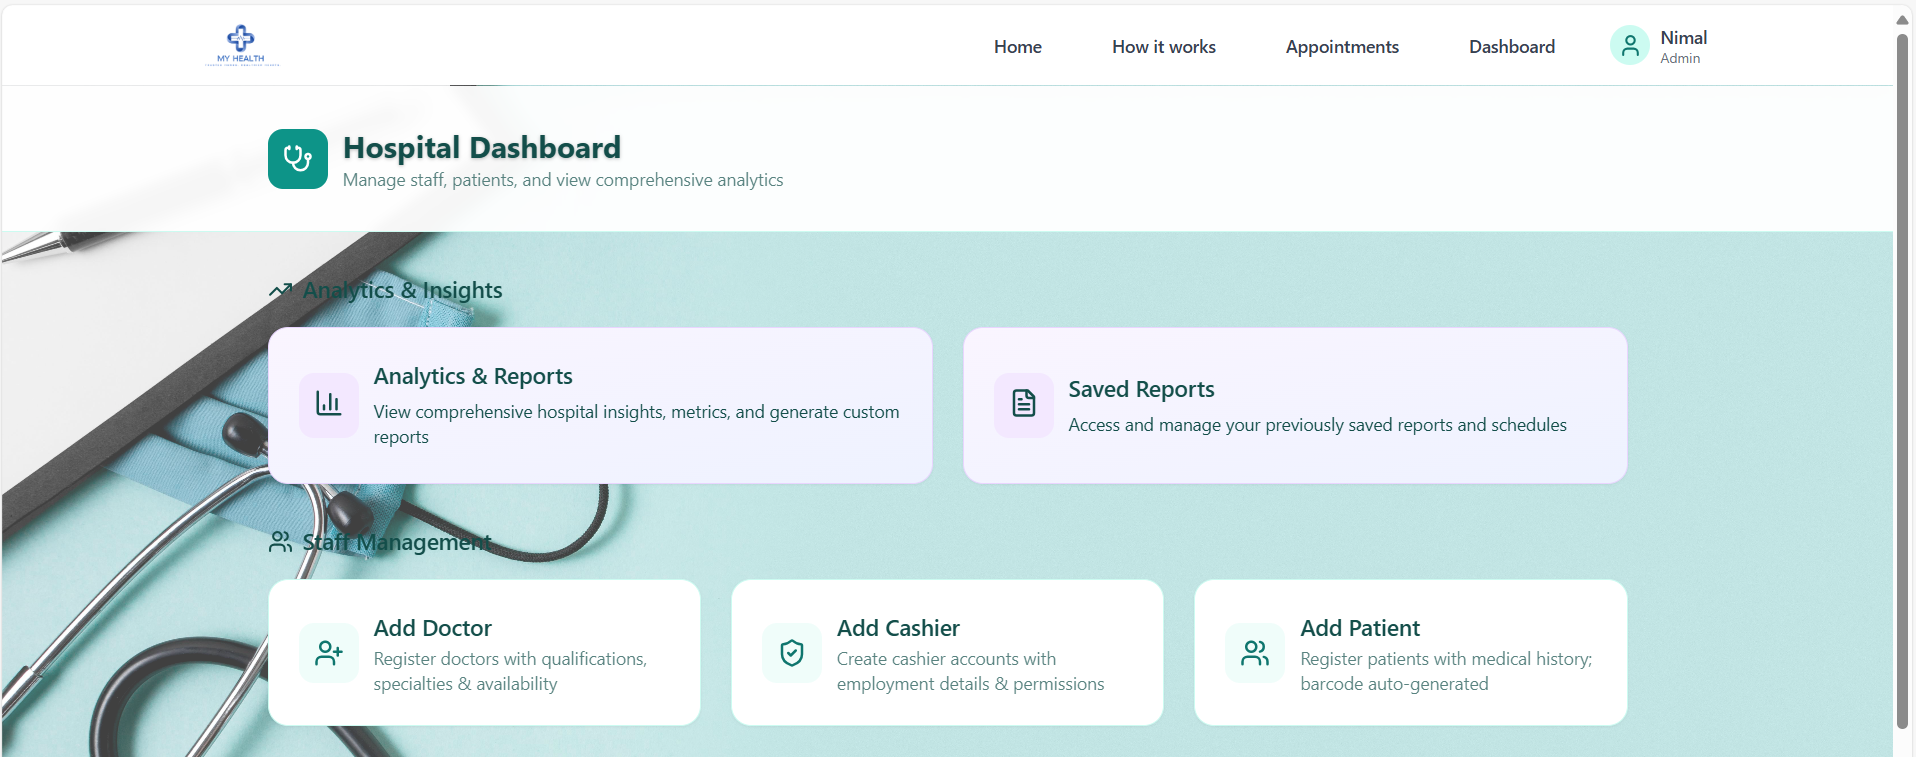 MY HEALTH
Home
How it works
Appointments
Dashboard
Nimal
Admin
Hospital Dashboard
Manage staff, patients, and view comprehensive analytics
Analytics & Insights
Analytics & Reports
View comprehensive hospital insights, metrics, and generate custom
reports
Saved Reports
Access and manage your previously saved reports and schedules
Staff Management
Add Doctor
Register doctors with qualifications,
specialties & availability
Add Cashier
Create cashier accounts with
employment details & permissions
Add Patient
Register patients with medical history;
barcode auto-generated